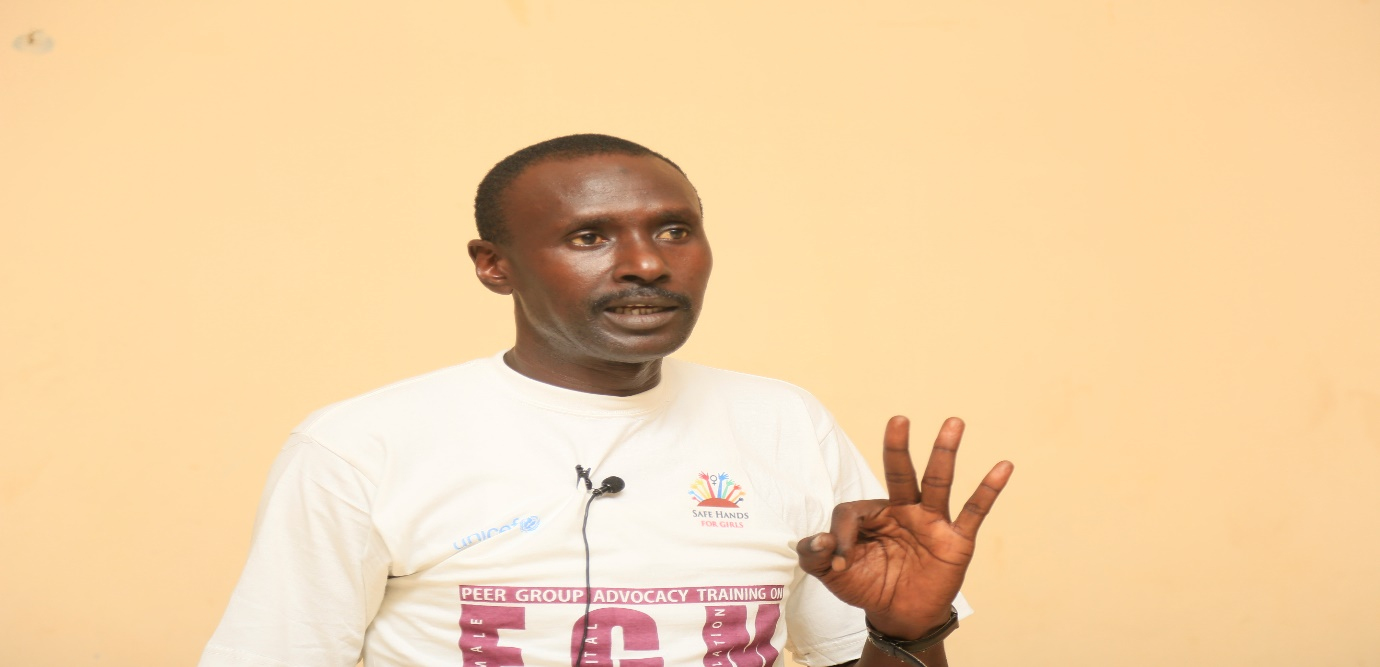 unicef
SAFE HANDS
FOR GIRLS
PEER GROUP ADVOCACY TRAINING ON
FGM